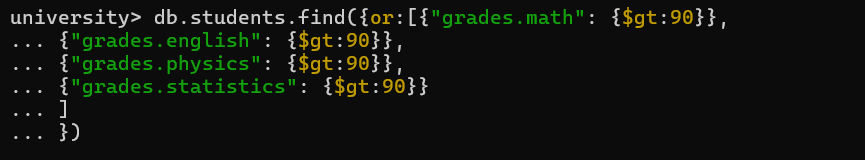 university> db.students.find({or:[{"grades.math": {$gt:90}},
... {"grades.english": {$gt:90}},
... {"grades.physics": {$gt:90}},
... {"grades.statistics": {$gt:90}}
... ]
... })